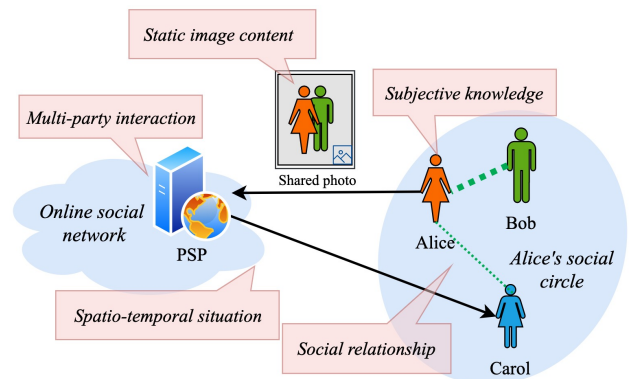 Static image content
Subjective knowledge
Multi-party interaction
Shared photo
Online social
network
PSP
Alice
Bob
Alice's social
circle
Spatio-temporal situation
Social relationship
Carol